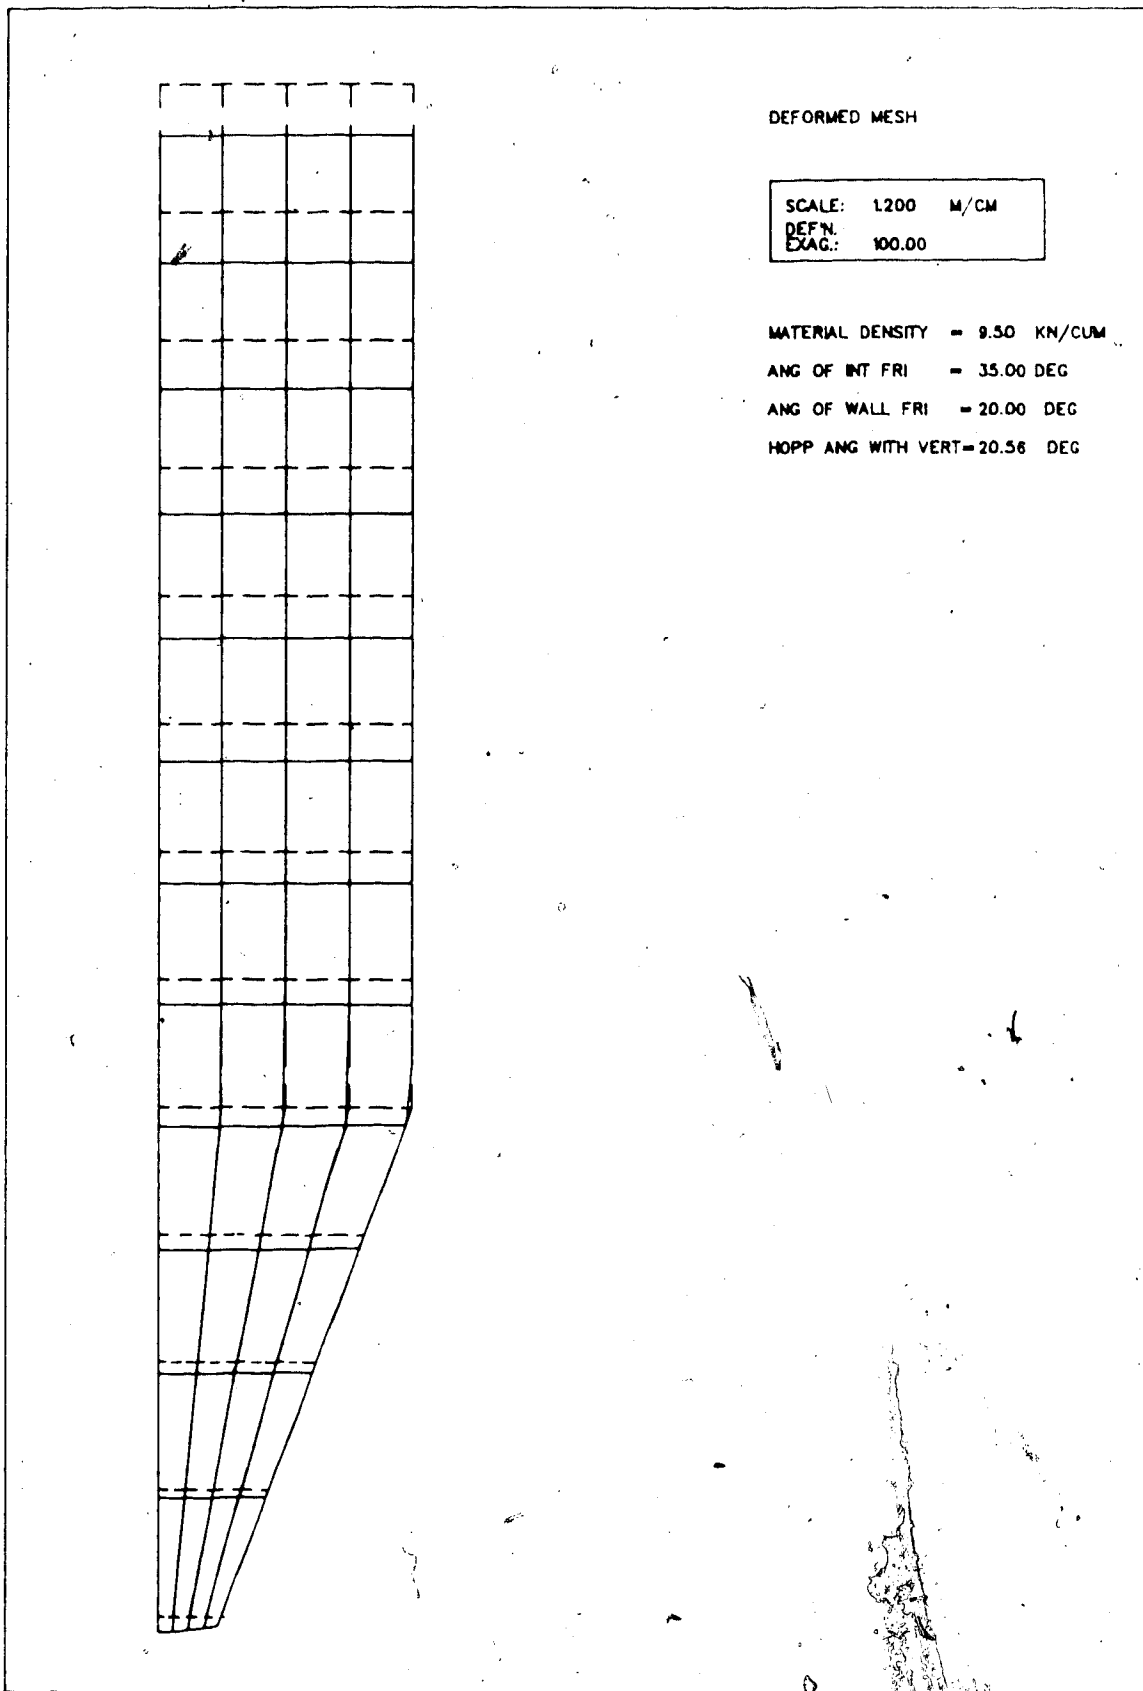 DEFORMED MESH
SCALE: 1.200 M/CM
DEF'N.
EXAG.: 100.00
MATERIAL DENSITY = 9.50 KN/CUM
ANG OF INT FRI = 35.00 DEG
ANG OF WALL FRI = 20.00 DEG
HOPP ANG WITH VERT= 20.56 DEG